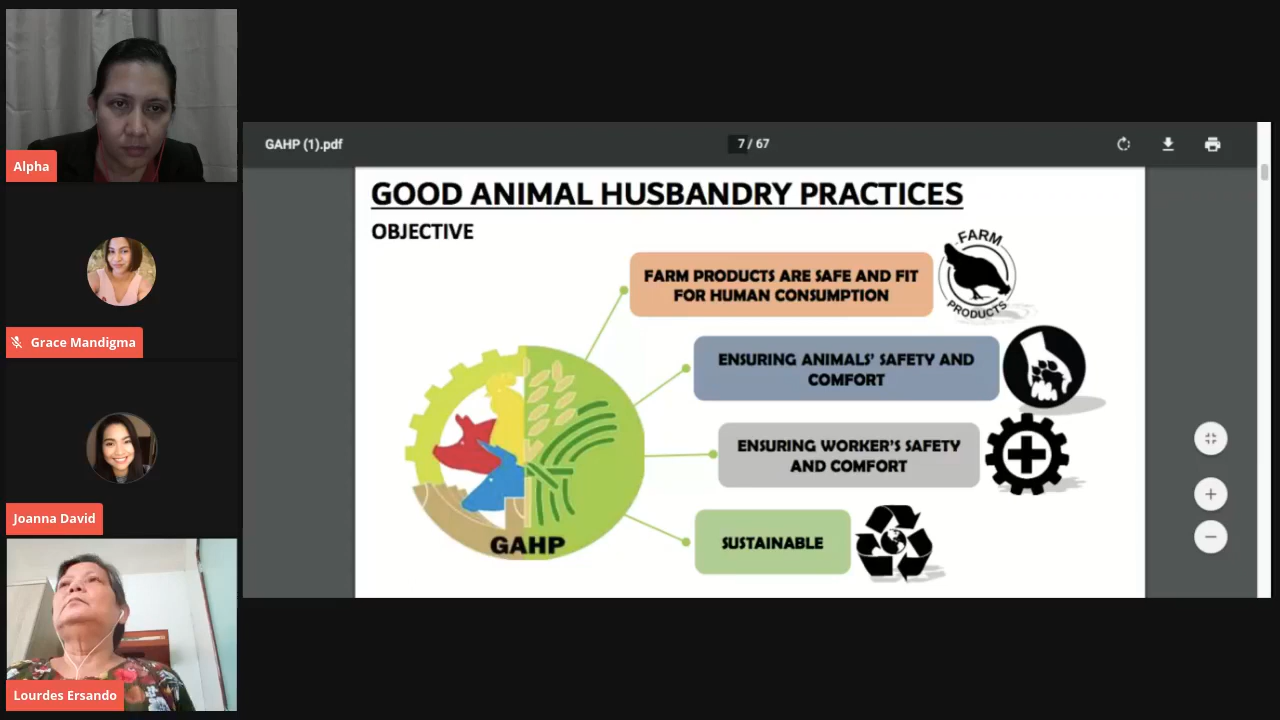 Alpha
Grace Mandigma
Joanna David
Lourdes Ersando
GAHP (1).pdf
7 / 67
GOOD ANIMAL HUSBANDRY PRACTICES
OBJECTIVE
FARM PRODUCTS ARE SAFE AND FIT
FOR HUMAN CONSUMPTION
FARM
PRODUCTS
ENSURING ANIMALS' SAFETY AND
COMFORT
ENSURING WORKER'S SAFETY
AND COMFORT
SUSTAINABLE
GAHP